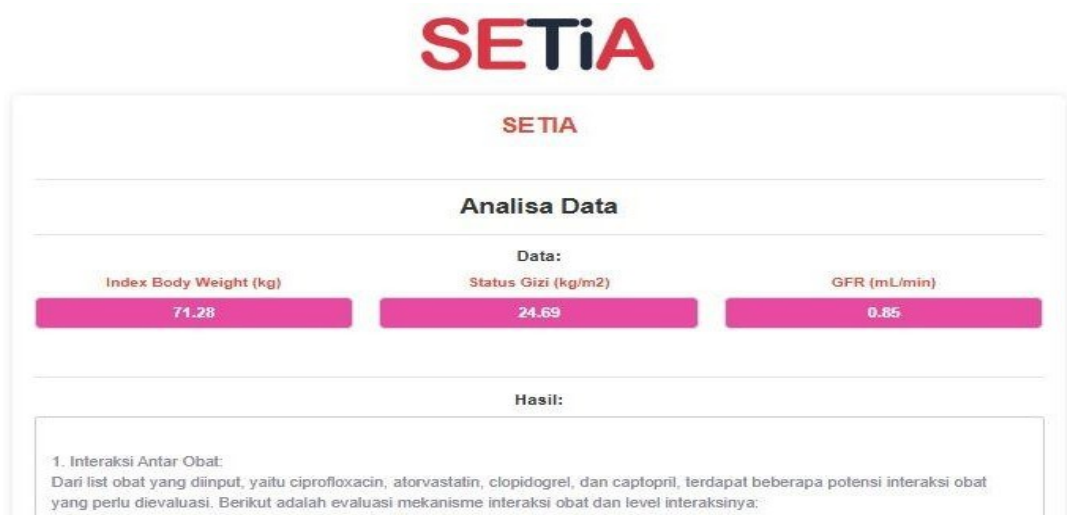 SETiA
SETIA
Analisa Data
Data:
Index Body Weight (kg)
Status Gizi (kg/m2)
GFR (mL/min)
71.28
24.69
0.85
Hasil:
1. Interaksi Antar Obat:
Dari list obat yang diinput, yaitu ciprofloxacin, atorvastatin, clopidogrel, dan captopril, terdapat beberapa potensi interaksi obat
yang perlu dievaluasi. Berikut adalah evaluasi mekanisme interaksi obat dan level interaksinya: